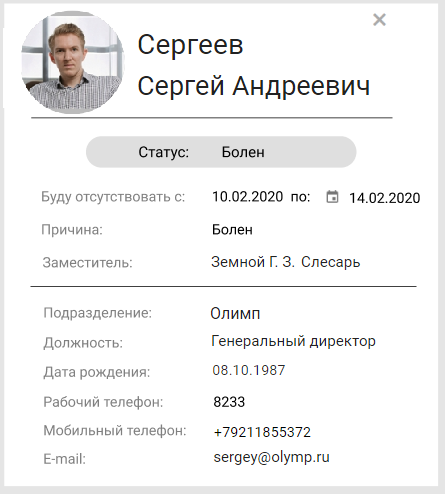 Сергеев
Сергей Андреевич
Статус: Болен
Буду отсутствовать с: 10.02.2020 по: 14.02.2020
Причина: Болен
Заместитель: Земной Г. З. Слесарь
Подразделение: Олимп
Должность: Генеральный директор
Дата рождения: 08.10.1987
Рабочий телефон: 8233
Мобильный телефон: +79211855372
E-mail: sergey@olymp.ru